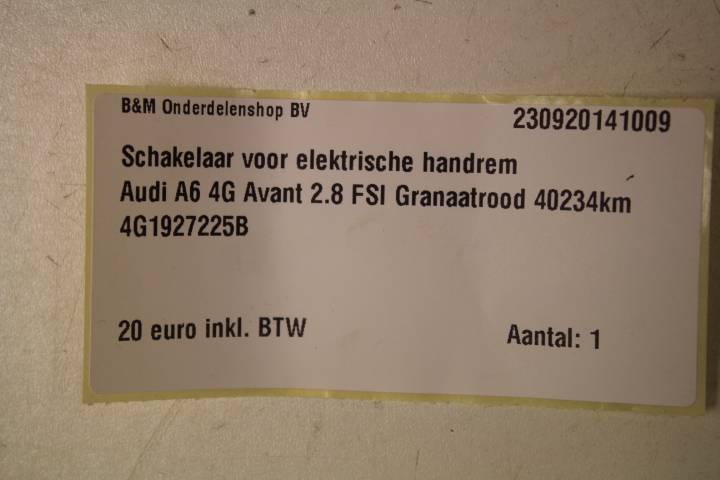 B&M Onderdelenshop BV 230920141009
Schakelaar voor elektrische handrem
Audi A6 4G Avant 2.8 FSI Granaatrood 40234km
4G1927225B
20 euro inkl. BTW Aantal: 1